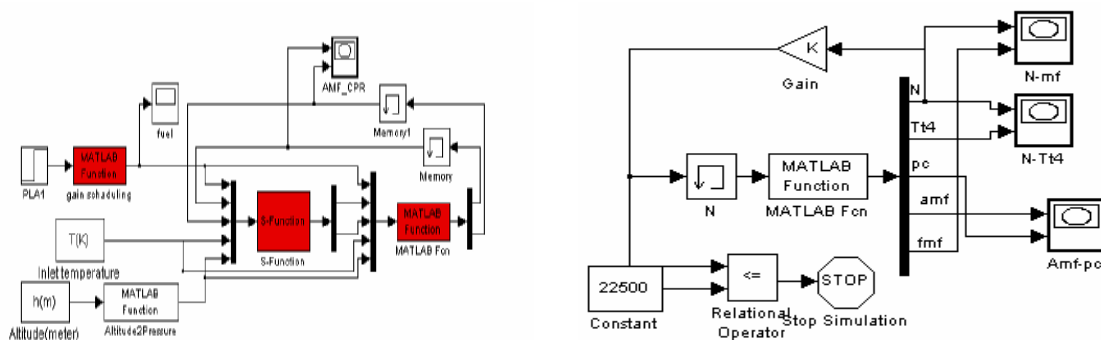 AMF_CPR
fuel
Memory1
Memory
PLA1
MATLAB
Function
gain schaduling
S-Function
S-Function
MATLAB
Function
MATLAB Fcn
T(K)
Inlet temperature
h(m)
Altitude(meter)
MATLAB
Function
Altitude2Pressure
K
Gain
N-mf
N
Tt4
N-Tt4
pc
amf
fmf
Amf-pc
N
MATLAB
Function
MATLAB Fcn
22500
Constant
<=
Relational
Operator
STOP
Stop Simulation